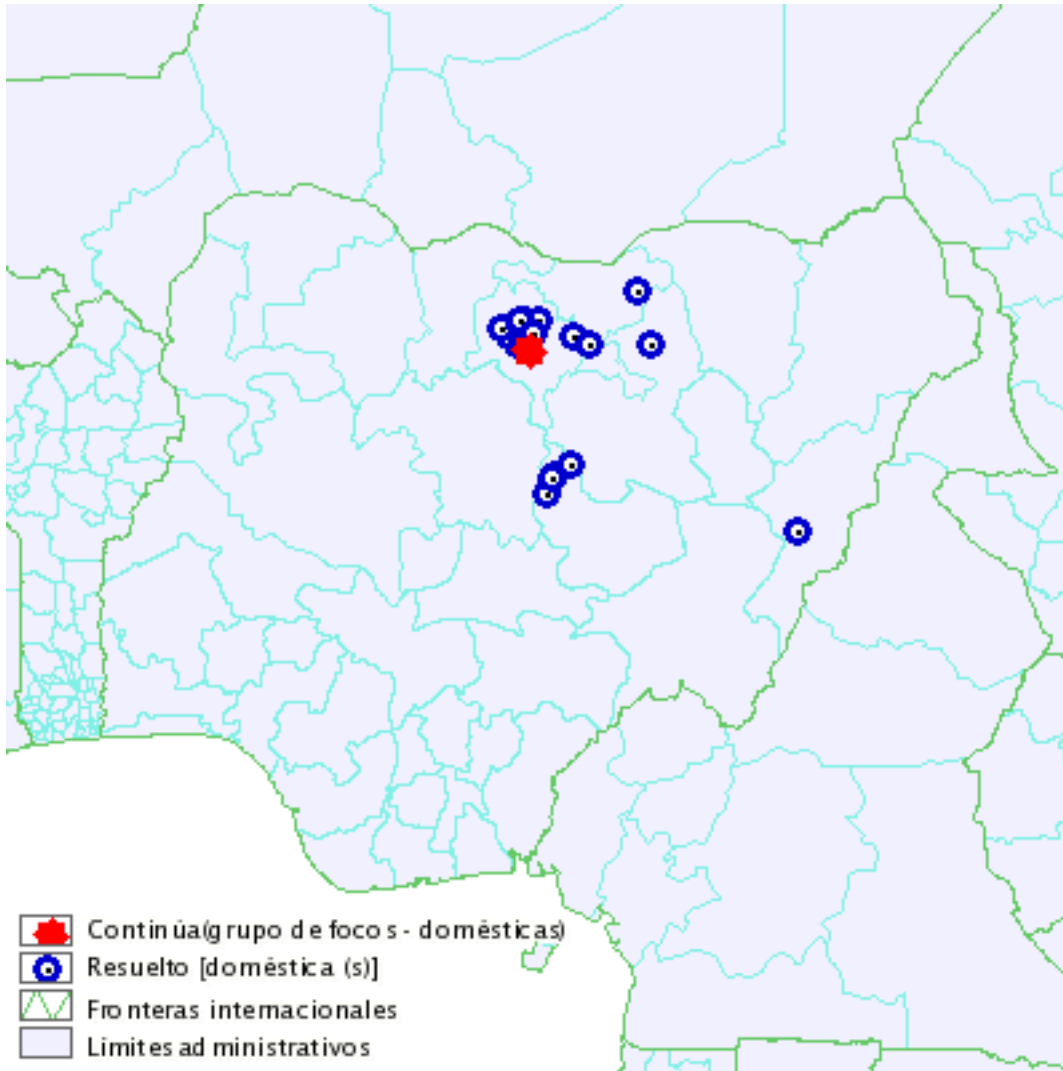 Continúa(grupo de focos - domésticas)
Resuelto [doméstica (s)]
Fronteras internacionales
Límites administrativos